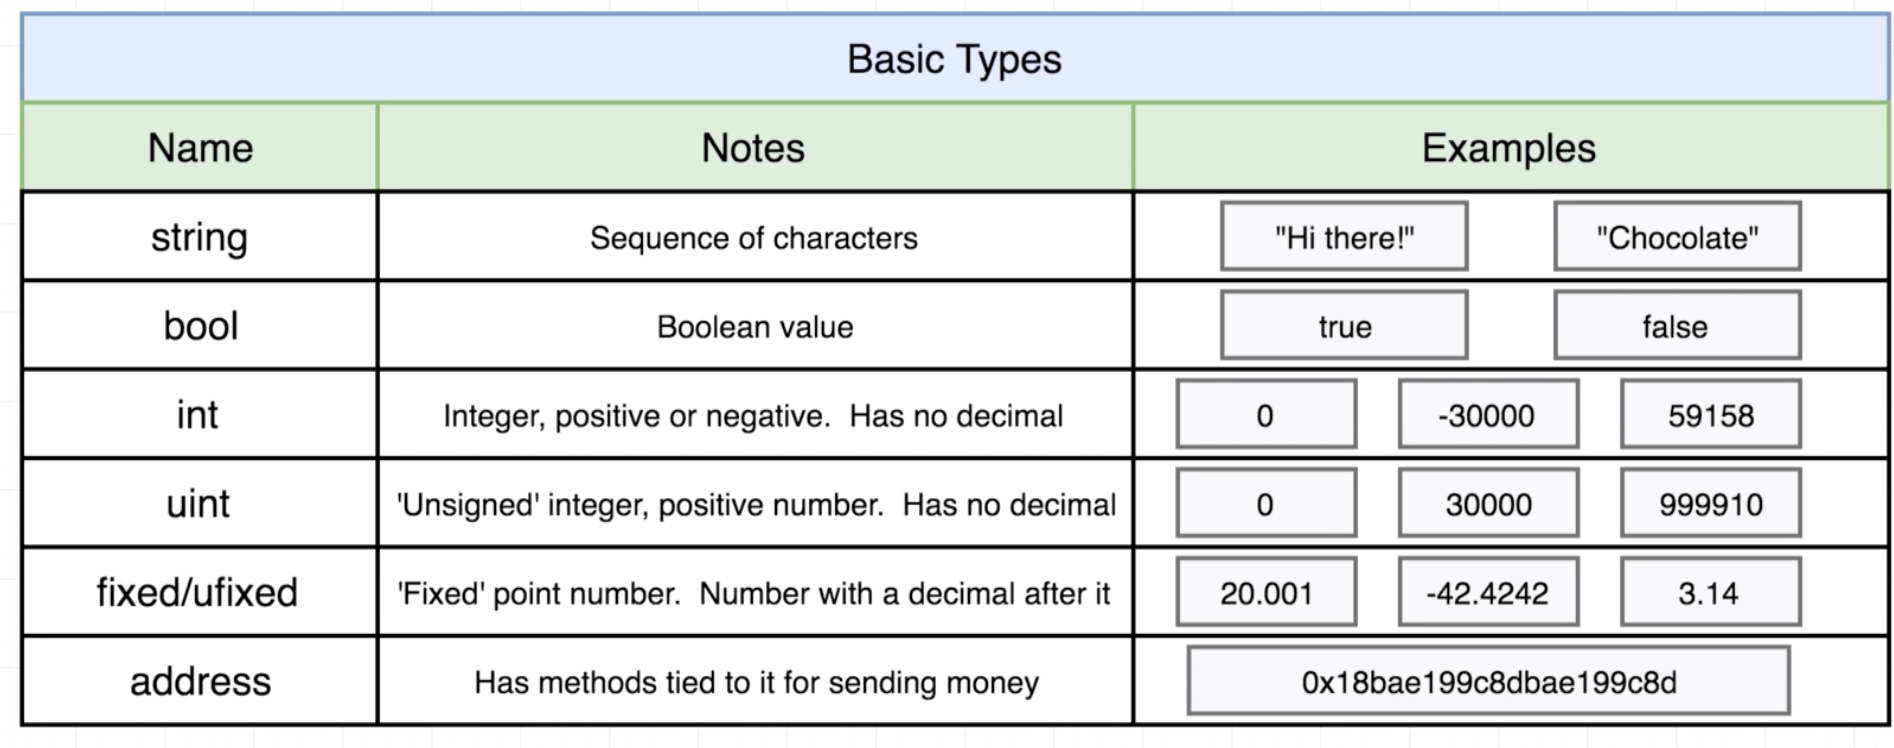 Basic Types
Name Notes Examples
string Sequence of characters "Hi there!" "Chocolate"
bool Boolean value true false
int Integer, positive or negative.  Has no decimal 0 -30000 59158
uint 'Unsigned' integer, positive number.  Has no decimal 0 30000 999910
fixed/ufixed 'Fixed' point number.  Number with a decimal after it 20.001 -42.4242 3.14
address Has methods tied to it for sending money 0x18bae199c8dbae199c8d